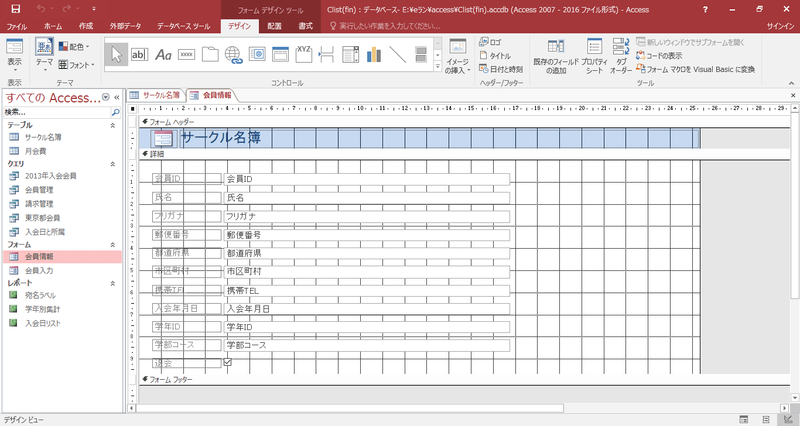 フォーム デザイン ツール
Clist(fin) : データベース- E:¥eラン¥access¥Clist(fin).accdb (Access 2007 - 2016 ファイル形式) - Access
ファイル ホーム 作成 外部データ データベース ツール デザイン 配置 書式 実行したい作業を入力してください... サインイン
表示 テーマ 配色 フォント ab| Aa XYZ イメージの挿入 ロゴ タイトル 日付と時刻 既存のフィールドの追加 プロパティ シート タブ オーダー 新しいウィンドウでサブフォームを開く コードの表示 フォーム マクロを Visual Basic に変換
表示 テーマ コントロール ヘッダー/フッター ツール
すべての Access...
検索...
テーブル
サークル名簿
月会費
クエリ
2013年入会会員
会員管理
請求管理
東京都会員
入会日と所属
フォーム
会員情報
会員入力
レポート
宛名ラベル
学年別集計
入会日リスト
サークル名簿 会員情報
フォーム ヘッダー
サークル名簿
詳細
会員ID 会員ID
氏名 氏名
フリガナ フリガナ
郵便番号 郵便番号
都道府県 都道府県
市区町村 市区町村
携帯TEL 携帯TEL
入会年月日 入会年月日
学年ID 学年ID
学部コース 学部コース
退会
フォーム フッター
デザイン ビュー